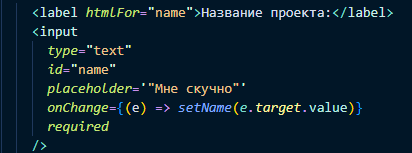 <label htmlFor="name">Название проекта:</label>
<input
type="text"
id="name"
placeholder='"Мне скучно"'
onChange={(e) => setName(e.target.value)}
required
/>